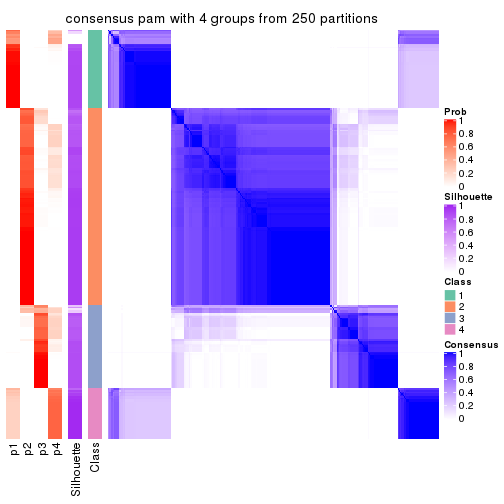 consensus pam with 4 groups from 250 partitions
Prob
1
0.8
0.6
0.4
0.2
0
Silhouette
1
0.8
0.6
0.4
0.2
0
Class
1
2
3
4
Consensus
1
0.8
0.6
0.4
0.2
0
p1
p2
p3
p4
Silhouette
Class